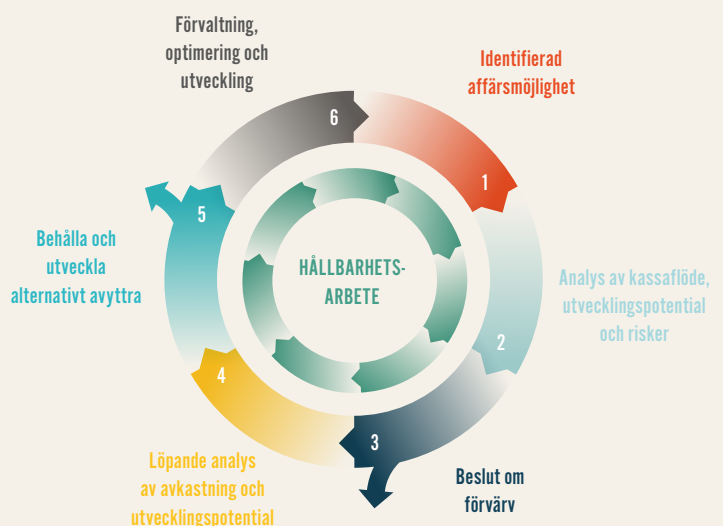 Identifierad
affärsmöjlighet
1
Analys av kassaflöde,
utvecklingspotential
och risker
2
Beslut om
förvärv
3
Löpande analys
av avkastning och
utvecklingspotential
4
Behålla och
utveckla
alternativt avyttra
5
Förvaltning,
optimering och
utveckling
6
HÅLLBARHETS-
ARBETE